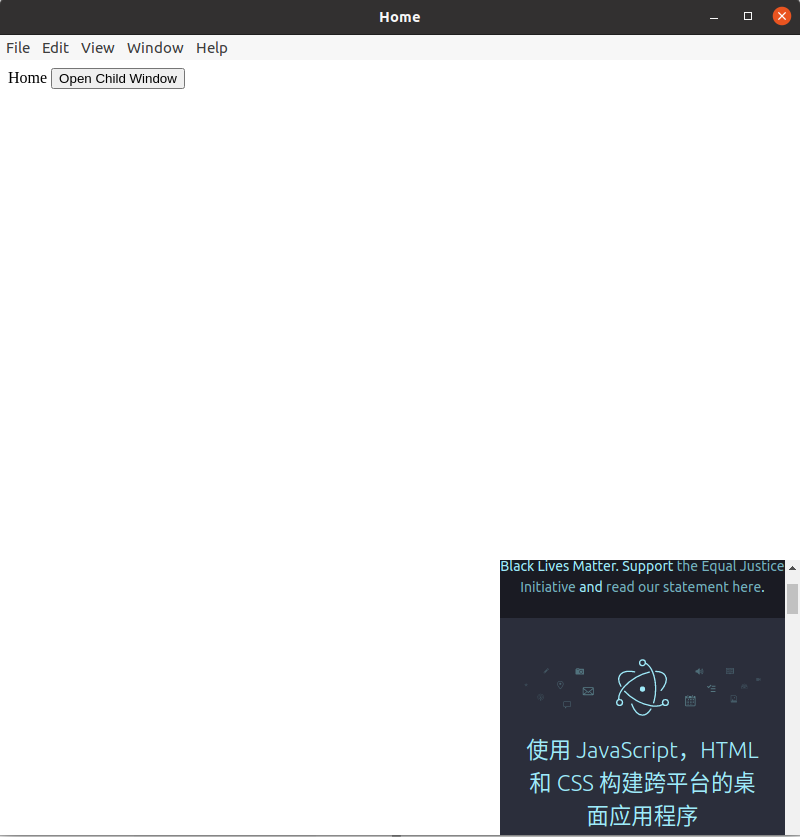 Home
File Edit View Window Help
Home Open Child Window
Black Lives Matter. Support the Equal Justice
Initiative and read our statement here.
使用 JavaScript，HTML
和 CSS 构建跨平台的桌
面应用程序